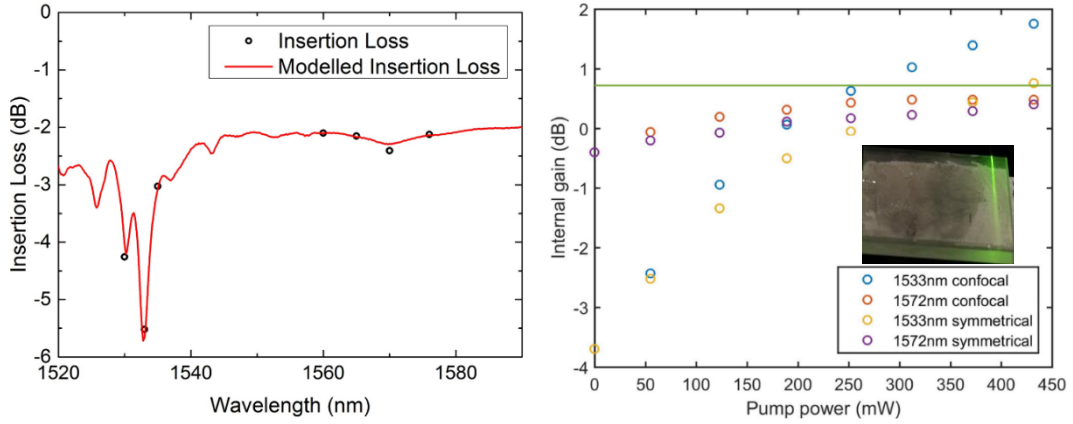 0
-1
-2
-3
-4
-5
-6
Insertion Loss (dB)
Insertion Loss
Modelled Insertion Loss
1520
1540
1560
1580
Wavelength (nm)
2
1
0
-1
-2
-3
-4
Internal gain (dB)
1533nm confocal
1572nm confocal
1533nm symmetrical
1572nm symmetrical
0
50
100
150
200
250
300
350
400
450
Pump power (mW)